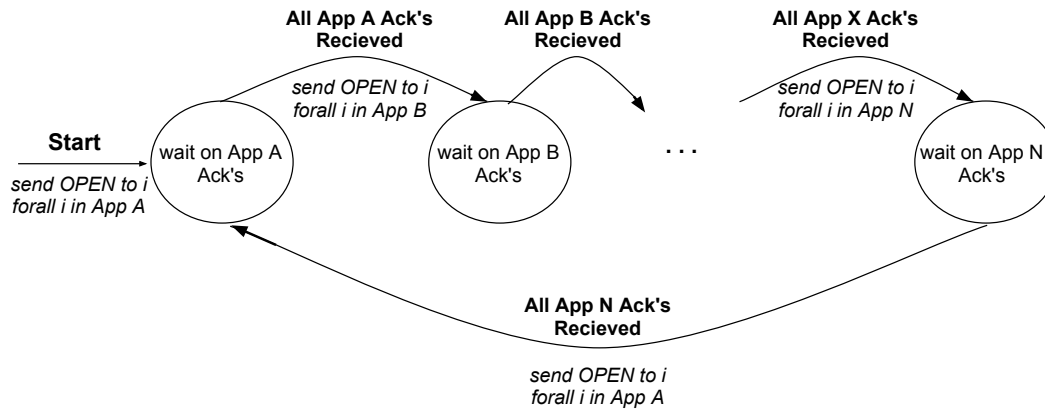 All App A Ack's
Recieved
All App B Ack's
Recieved
All App X Ack's
Recieved
send OPEN to i
forall i in App B
send OPEN to i
forall i in App N
Start
send OPEN to i
forall i in App A
wait on App A
Ack's
wait on App B
Ack's
. . .
wait on App N
Ack's
All App N Ack's
Recieved
send OPEN to i
forall i in App A